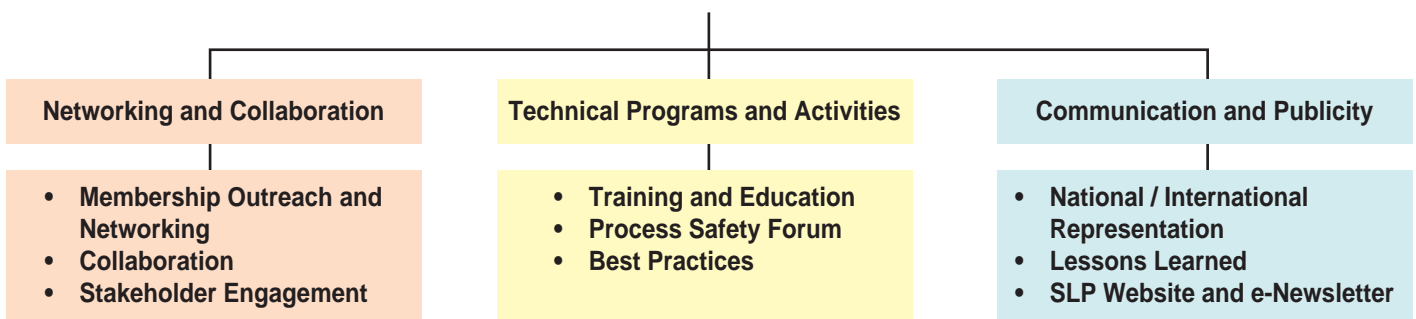 Networking and Collaboration
• Membership Outreach and
Networking
• Collaboration
• Stakeholder Engagement
Technical Programs and Activities
• Training and Education
• Process Safety Forum
• Best Practices
Communication and Publicity
• National / International
Representation
• Lessons Learned
• SLP Website and e-Newsletter